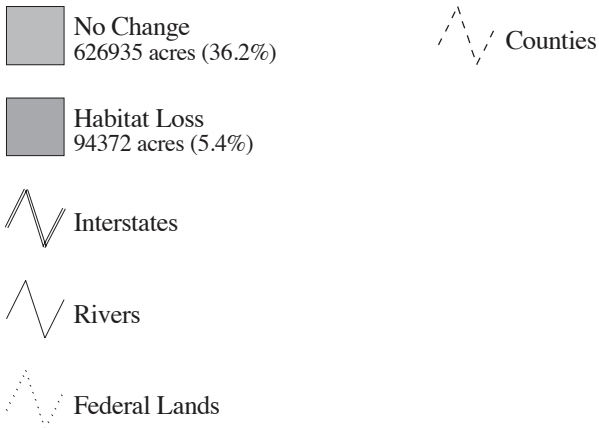 No Change
626935 acres (36.2%)
Habitat Loss
94372 acres (5.4%)
Interstates
Rivers
Federal Lands
Counties